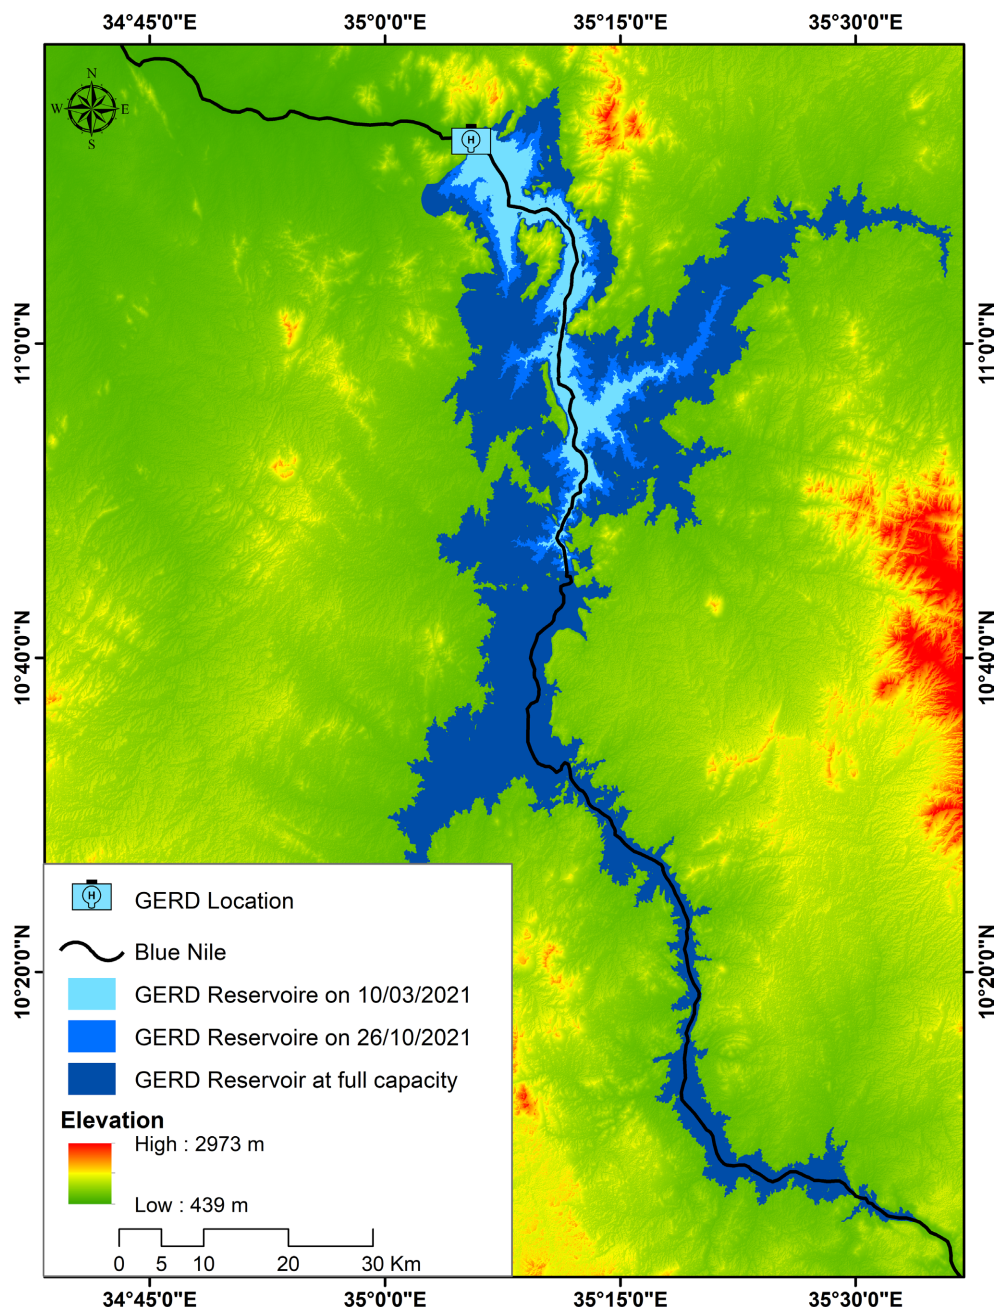 34°45'0"E 35°0'0"E 35°15'0"E 35°30'0"E
N
W E
S
H
11°0'0"N 11°0'0"N
10°40'0"N 10°40'0"N
10°20'0"N 10°20'0"N
H GERD Location
Blue Nile
GERD Reservoire on 10/03/2021
GERD Reservoire on 26/10/2021
GERD Reservoir at full capacity
Elevation
High : 2973 m
Low : 439 m
0 5 10 20 30 Km
34°45'0"E 35°0'0"E 35°15'0"E 35°30'0"E